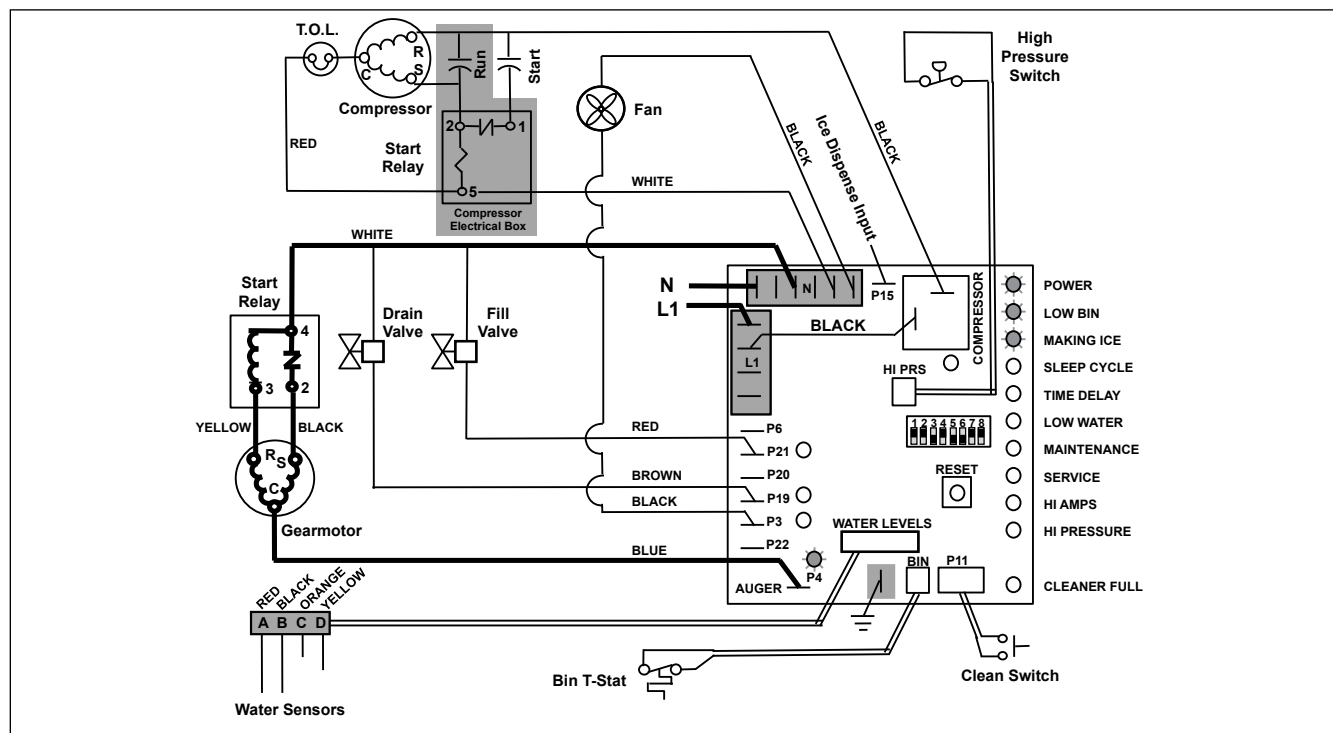 T.O.L.
C
R
S
Compressor
Run
Start
2
1
5
Start
Relay
Compressor
Electrical Box
RED
Fan
BLACK
Ice Dispense Input
BLACK
High
Pressure
Switch
WHITE
WHITE
Start
Relay
4
3
2
YELLOW
BLACK
R
S
C
Gearmotor
Drain
Valve
Fill
Valve
N
L1
N
P15
COMPRESSOR
BLACK
L1
HI PRS
1 2 3 4 5 6 7 8
RESET
POWER
LOW BIN
MAKING ICE
SLEEP CYCLE
TIME DELAY
LOW WATER
MAINTENANCE
SERVICE
HI AMPS
HI PRESSURE
CLEANER FULL
RED
BROWN
BLACK
BLUE
P6
P21
P20
P19
P3
P22
P4
AUGER
WATER LEVELS
BIN
P11
RED
BLACK
ORANGE
YELLOW
A B C D
Water Sensors
Bin T-Stat
Clean Switch